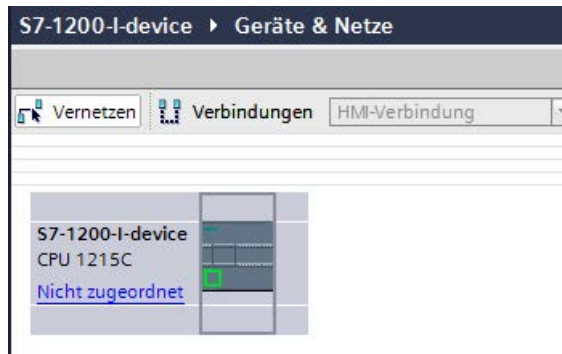 S7-1200-I-device ▸ Geräte & Netze
Vernetzen Verbindungen HMI-Verbindung
S7-1200-I-device
CPU 1215C
Nicht zugeordnet